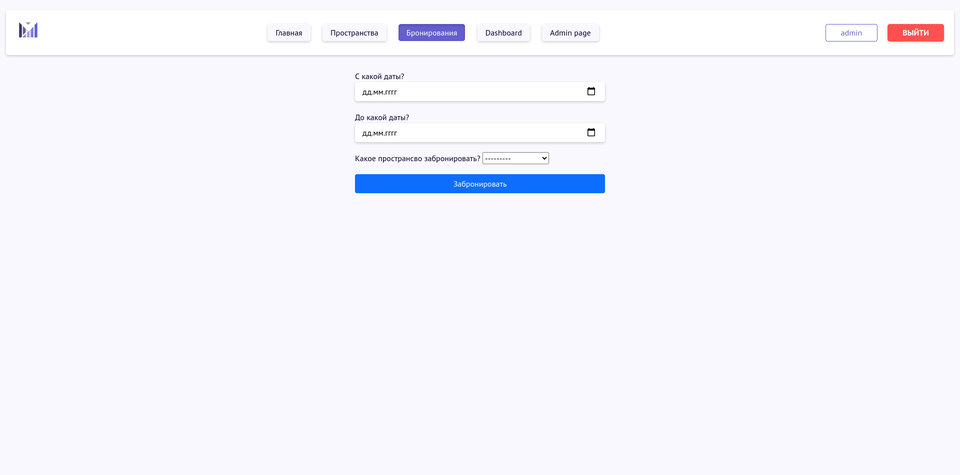 Главная Пространства Бронирования Dashboard Admin page admin ВЫЙТИ
С какой даты?
дд.мм.гггг
До какой даты?
дд.мм.гггг
Какое пространсво забронировать? ---------
Забронировать